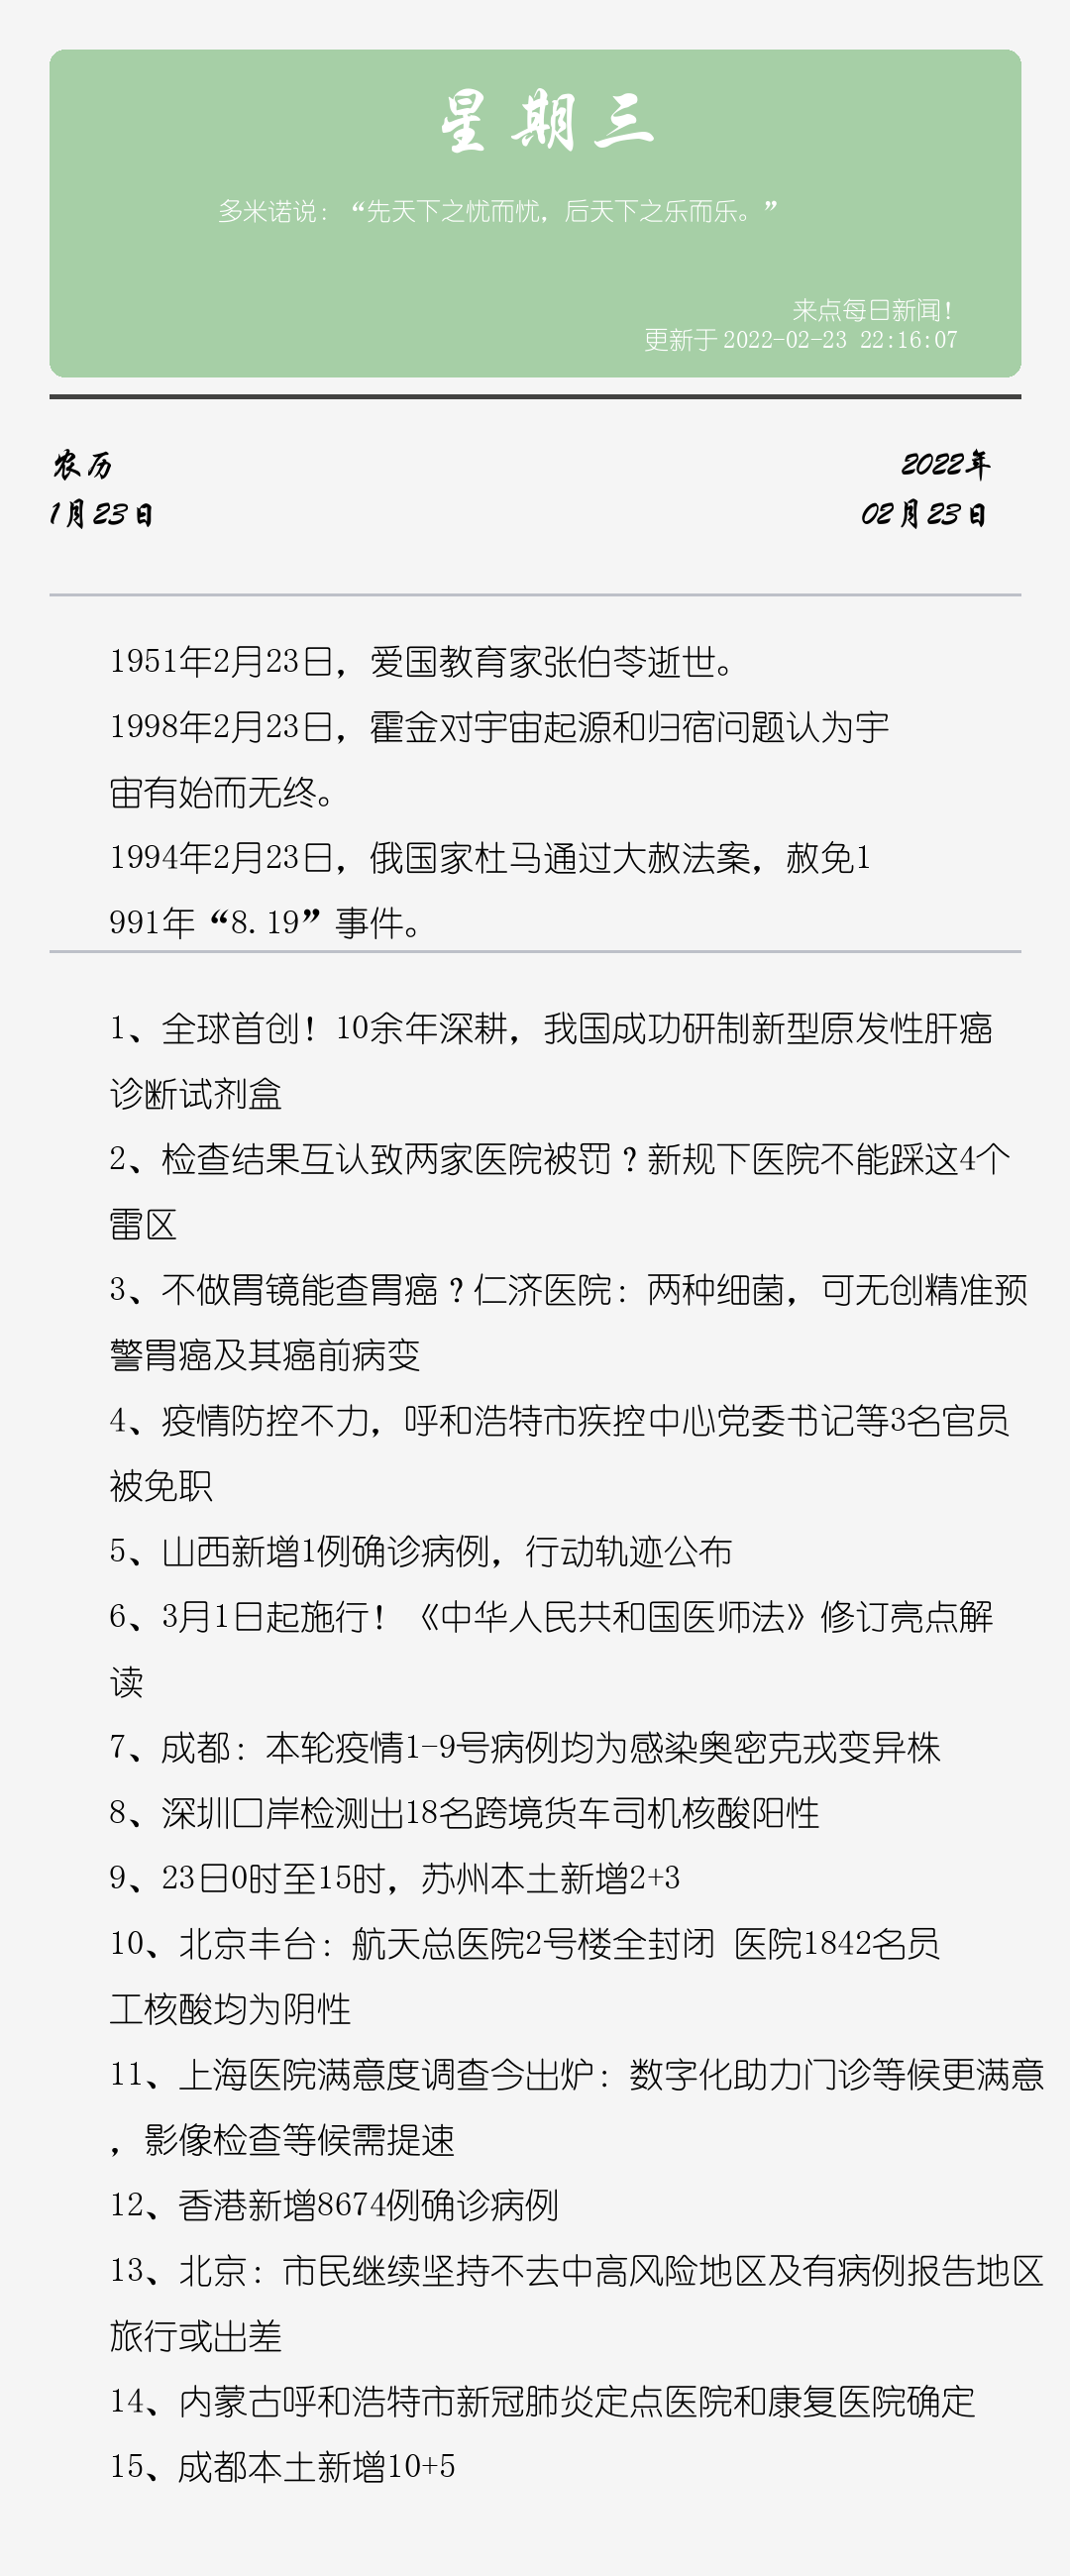 星期三
多米诺说：“先天下之忧而忧，后天下之乐而乐。”
来点每日新闻！
更新于 2022-02-23 22:16:07
农历
2022年
1月23日
02月23日
1951年2月23日，爱国教育家张伯苓逝世。
1998年2月23日，霍金对宇宙起源和归宿问题认为宇
宙有始而无终。
1994年2月23日，俄国家杜马通过大赦法案，赦免1
991年“8.19”事件。
1、全球首创！10余年深耕，我国成功研制新型原发性肝癌
诊断试剂盒
2、检查结果互认致两家医院被罚？新规下医院不能踩这4个
雷区
3、不做胃镜能查胃癌？仁济医院：两种细菌，可无创精准预
警胃癌及其癌前病变
4、疫情防控不力，呼和浩特市疾控中心党委书记等3名官员
被免职
5、山西新增1例确诊病例，行动轨迹公布
6、3月1日起施行！《中华人民共和国医师法》修订亮点解
读
7、成都：本轮疫情1-9号病例均为感染奥密克戎变异株
8、深圳口岸检测出18名跨境货车司机核酸阳性
9、23日0时至15时，苏州本土新增2+3
10、北京丰台：航天总医院2号楼全封闭 医院1842名员
工核酸均为阴性
11、上海医院满意度调查今出炉：数字化助力门诊等候更满意
，影像检查等候需提速
12、香港新增8674例确诊病例
13、北京：市民继续坚持不去中高风险地区及有病例报告地区
旅行或出差
14、内蒙古呼和浩特市新冠肺炎定点医院和康复医院确定
15、成都本土新增10+5